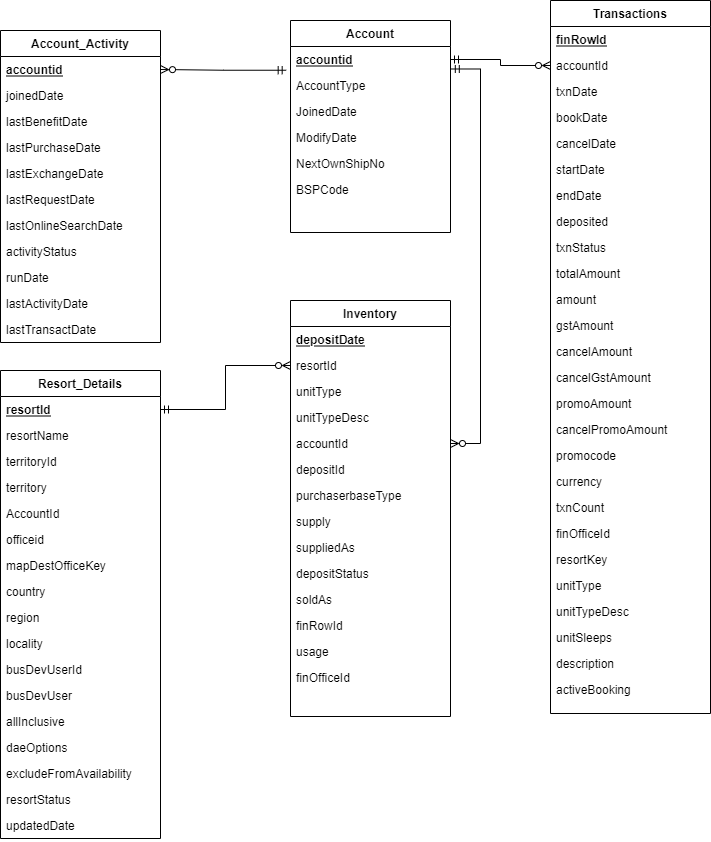 Account_Activity
accountid
joinedDate
lastBenefitDate
lastPurchaseDate
lastExchangeDate
lastRequestDate
lastOnlineSearchDate
activityStatus
runDate
lastActivityDate
lastTransactDate
Account
accountid
AccountType
JoinedDate
ModifyDate
NextOwnShipNo
BSPCode
Transactions
finRowId
accountId
txnDate
bookDate
cancelDate
startDate
endDate
deposited
txnStatus
totalAmount
amount
gstAmount
cancelAmount
cancelGstAmount
promoAmount
cancelPromoAmount
promocode
currency
txnCount
finOfficeId
resortKey
unitType
unitTypeDesc
unitSleeps
description
activeBooking
Resort_Details
resortId
resortName
territoryId
territory
AccountId
officeid
mapDestOfficeKey
country
region
locality
busDevUserId
busDevUser
allInclusive
daeOptions
excludeFromAvailability
resortStatus
updatedDate
Inventory
depositDate
resortId
unitType
unitTypeDesc
accountId
depositId
purchaserbaseType
supply
suppliedAs
depositStatus
soldAs
finRowId
usage
finOfficeId